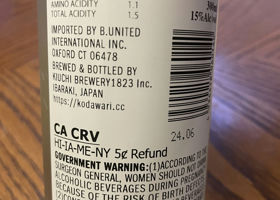 AMINO ACIDITY 1.1
TOTAL ACIDITY 1.5
300ml
15%Alc
IMPORTED BY B.UNITED
INTERNATIONAL INC.
OXFORD CT 06478
BREWED & BOTTLED BY
KIUCHI BREWERY1823 Inc.
IBARAKI, JAPAN
https://kodawari.cc
24.06
CA CRV
HI-IA-ME-NY 5¢ Refund
GOVERNMENT WARNING:(1)ACCORDING TO THE
SURGEON GENERAL, WOMEN SHOULD NOT D
ALCOHOLIC BEVERAGES DURING PREGNANCY
BECAUSE OF THE RISK OF BIRTH DEFECT